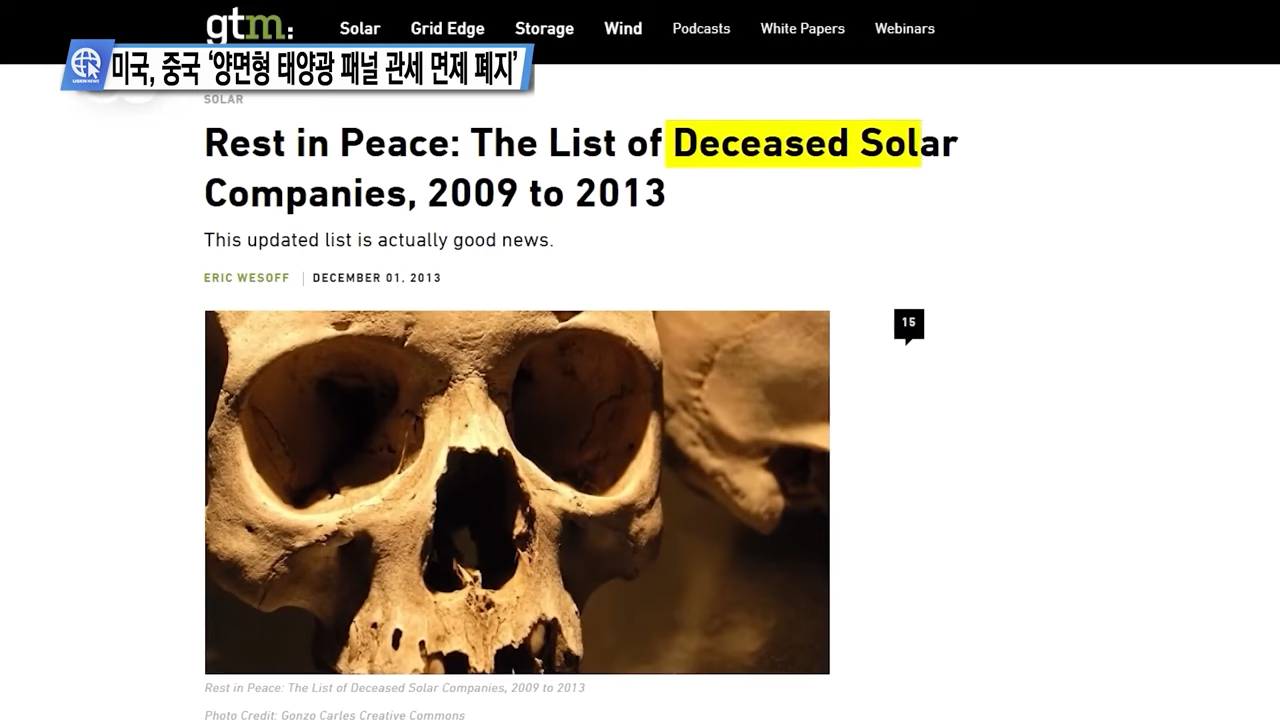 gtm:
Solar Grid Edge Storage Wind Podcasts White Papers Webinars
미국, 중국 ‘양면형 태양광 패널 관세 면제 폐지’
SOLAR
Rest in Peace: The List of Deceased Solar
Companies, 2009 to 2013
This updated list is actually good news.
ERIC WESOFF DECEMBER 01, 2013
15
Rest in Peace: The List of Deceased Solar Companies, 2009 to 2013
Photo Credit: Gonzo Carles Creative Commons